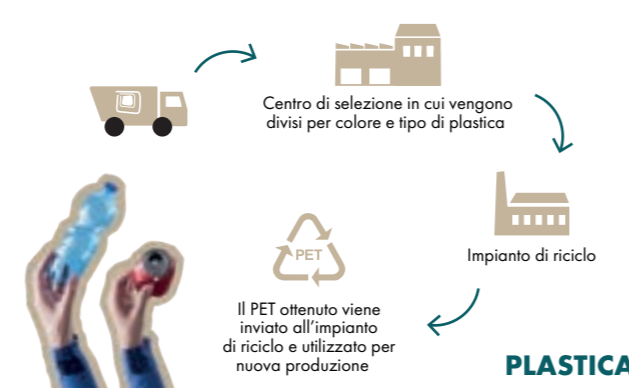 Centro di selezione in cui vengono
divisi per colore e tipo di plastica
Impianto di riciclo
PET
Il PET ottenuto viene
inviato all’impianto
di riciclo e utilizzato per
nuova produzione
PLASTICA